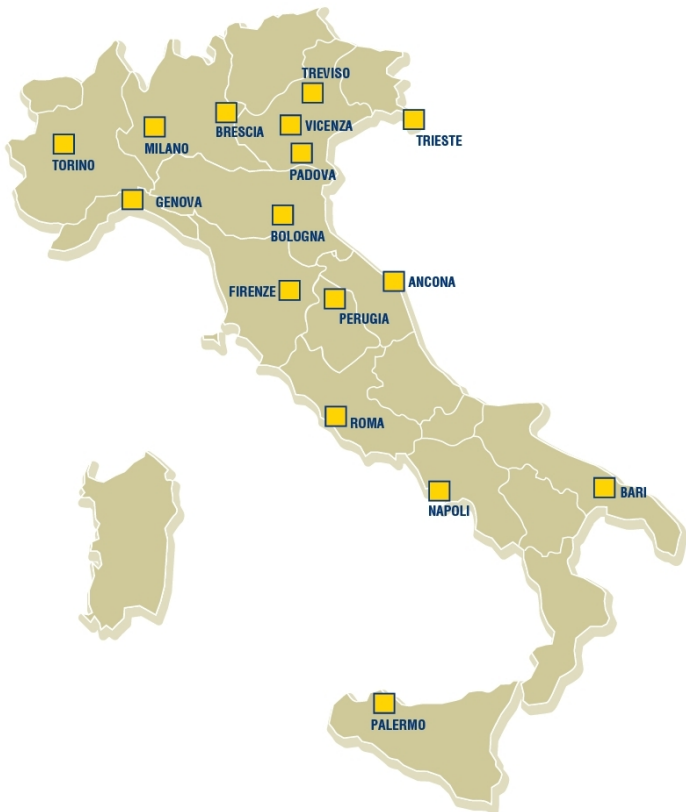 TREVISO
VICENZA
BRESCIA
MILANO
TRIESTE
TORINO
PADOVA
GENOVA
BOLOGNA
ANCONA
FIRENZE
PERUGIA
ROMA
BARI
NAPOLI
PALERMO